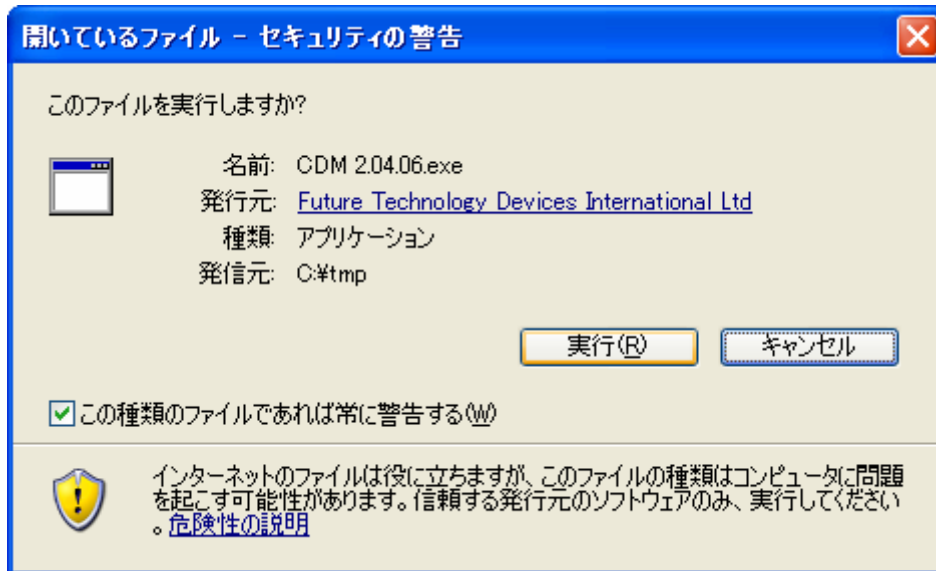 開いているファイル - セキュリティの警告
このファイルを実行しますか?
名前: CDM 2.04.06.exe
発行元: Future Technology Devices International Ltd
種類: アプリケーション
発信元: C:¥tmp
実行(R) キャンセル
この種類のファイルであれば常に警告する(W)
インターネットのファイルは役に立ちますが、このファイルの種類はコンピュータに問題
を起こす可能性があります。信頼する発行元のソフトウェアのみ、実行してください
。危険性の説明